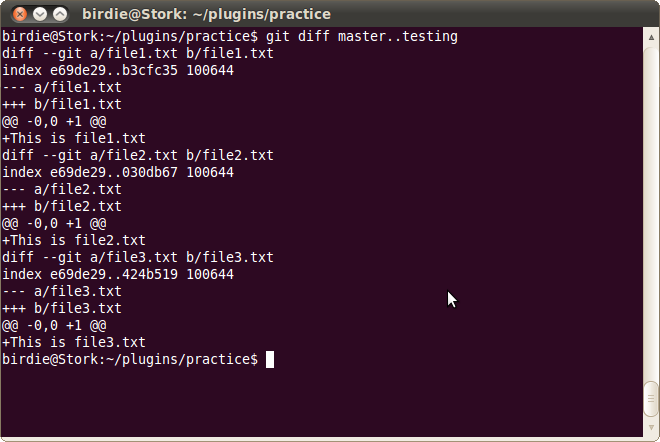 birdie@Stork: ~/plugins/practice
birdie@Stork:~/plugins/practice$ git diff master..testing
diff --git a/file1.txt b/file1.txt
index e69de29..b3cfc35 100644
--- a/file1.txt
+++ b/file1.txt
@@ -0,0 +1 @@
+This is file1.txt
diff --git a/file2.txt b/file2.txt
index e69de29..030db67 100644
--- a/file2.txt
+++ b/file2.txt
@@ -0,0 +1 @@
+This is file2.txt
diff --git a/file3.txt b/file3.txt
index e69de29..424b519 100644
--- a/file3.txt
+++ b/file3.txt
@@ -0,0 +1 @@
+This is file3.txt
birdie@Stork:~/plugins/practice$